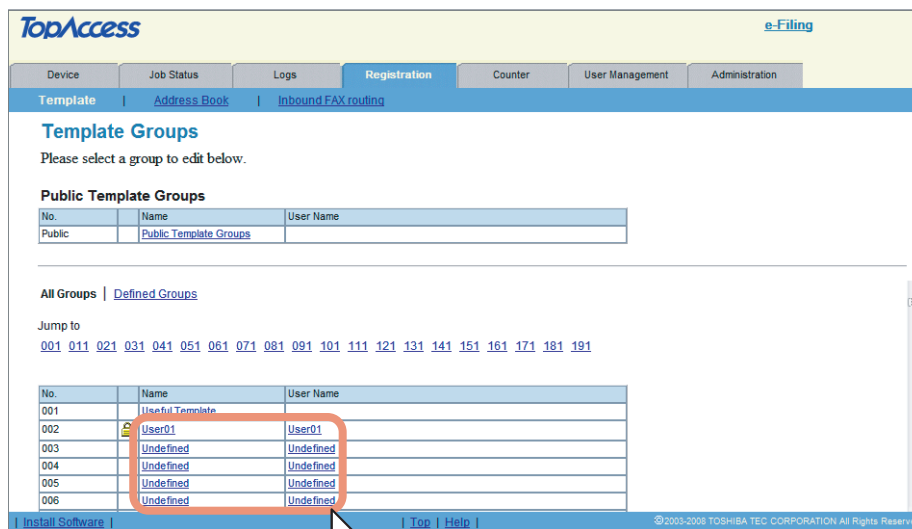 TopAccess
e-Filing
Device Job Status Logs Registration Counter User Management Administration
Template | Address Book | Inbound FAX routing
Template Groups
Please select a group to edit below.
Public Template Groups
No. Name User Name
Public Public Template Groups
All Groups | Defined Groups
Jump to
001 011 021 031 041 051 061 071 081 091 101 111 121 131 141 151 161 171 181 191
No. Name User Name
001 Useful Template
002 User01 User01
003 Undefined Undefined
004 Undefined Undefined
005 Undefined Undefined
006 Undefined Undefined
| Install Software | | Top | Help | ©2003-2008 TOSHIBA TEC CORPORATION All Rights